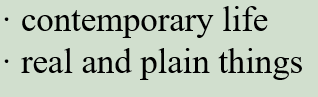 · contemporary life
· real and plain things